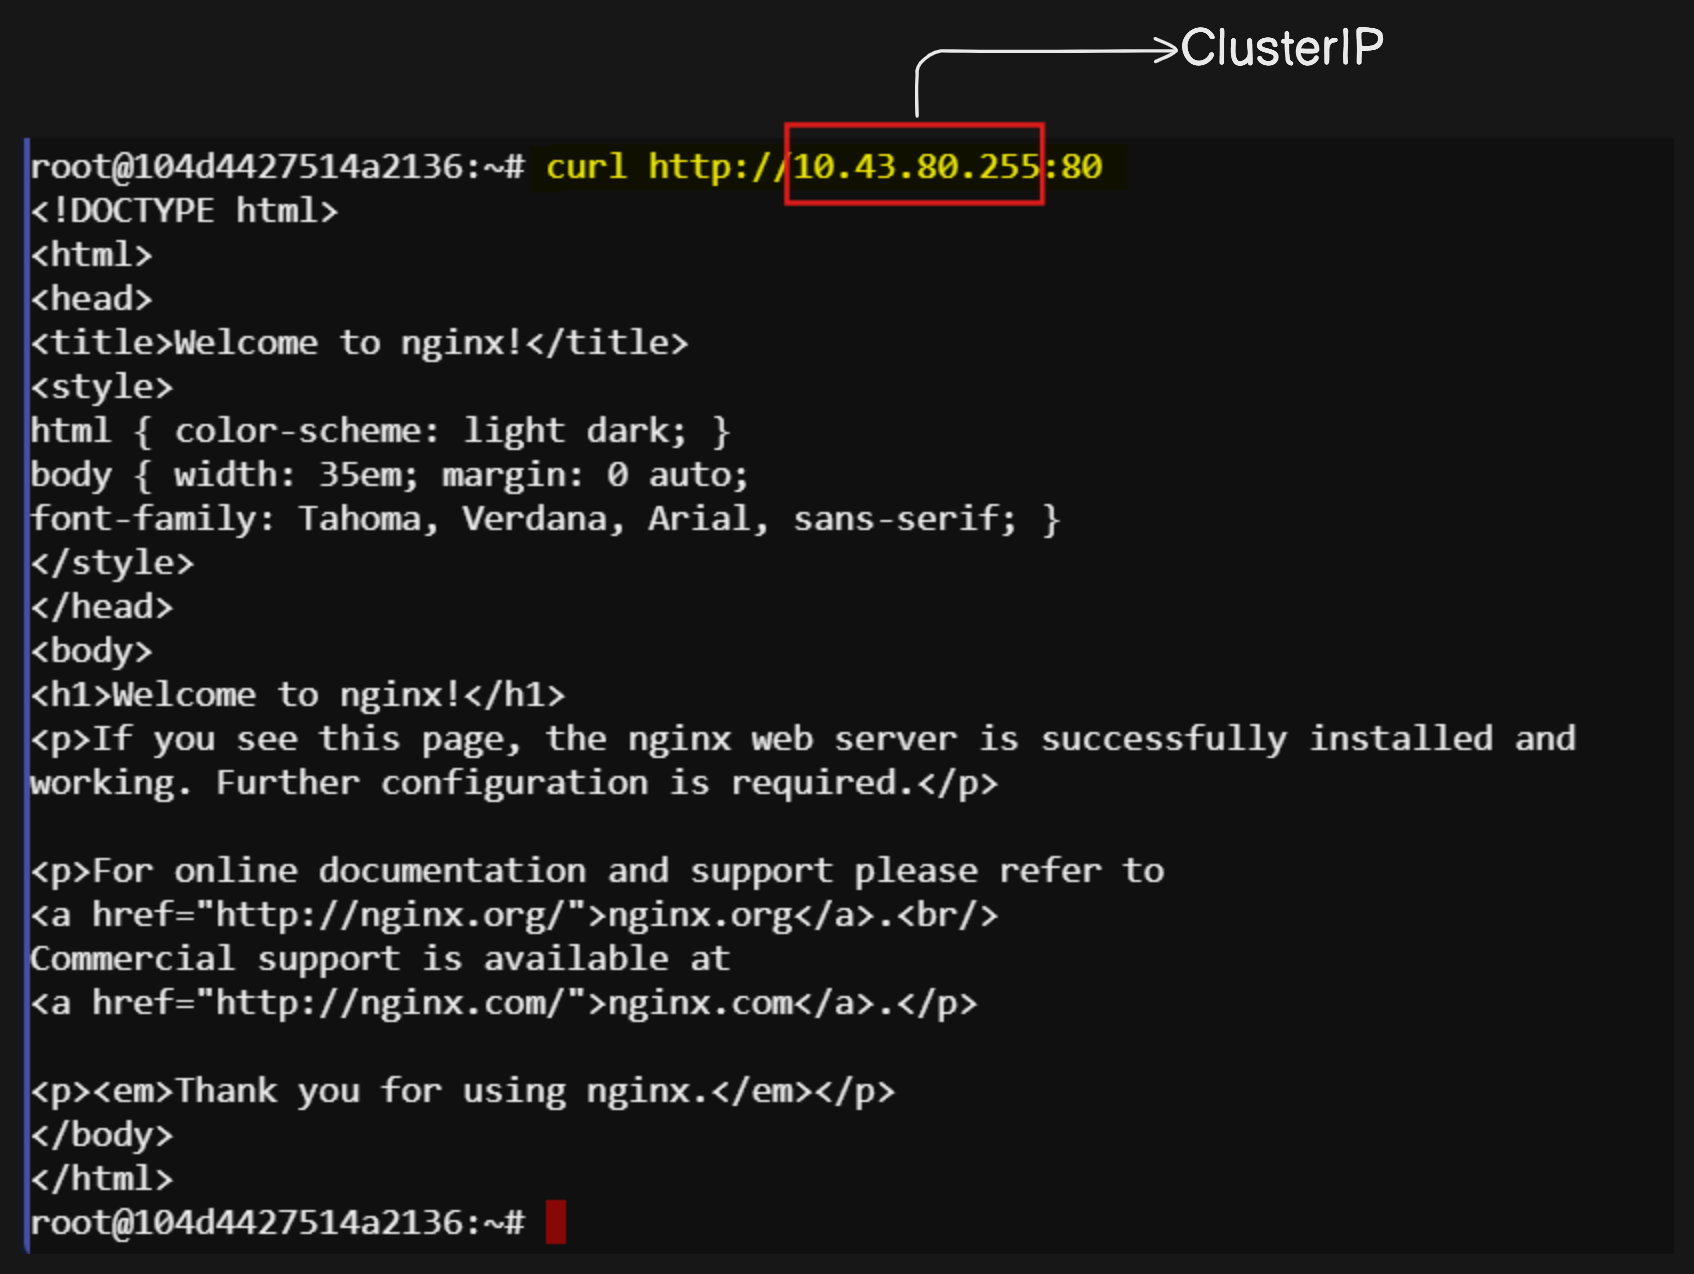 ClusterIP
root@104d4427514a2136:~# curl http://10.43.80.255:80
<!DOCTYPE html>
<html>
<head>
<title>Welcome to nginx!</title>
<style>
html { color-scheme: light dark; }
body { width: 35em; margin: 0 auto;
font-family: Tahoma, Verdana, Arial, sans-serif; }
</style>
</head>
<body>
<h1>Welcome to nginx!</h1>
<p>If you see this page, the nginx web server is successfully installed and
working. Further configuration is required.</p>

<p>For online documentation and support please refer to
<a href="http://nginx.org/">nginx.org</a>.<br/>
Commercial support is available at
<a href="http://nginx.com/">nginx.com</a>.</p>

<p><em>Thank you for using nginx.</em></p>
</body>
</html>
root@104d4427514a2136:~#